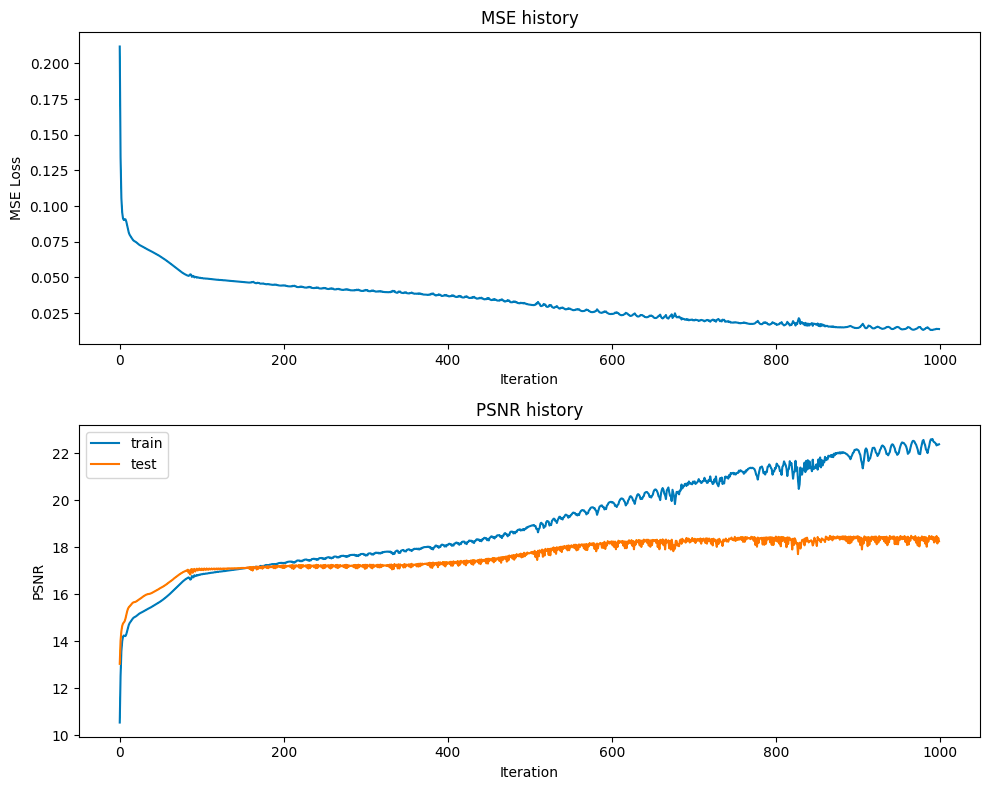 MSE history
0.200
0.175
0.150
0.125
0.100
0.075
0.050
0.025
MSE Loss
0 200 400 600 800 1000
Iteration
PSNR history
train
test
22
20
18
16
14
12
10
PSNR
0 200 400 600 800 1000
Iteration